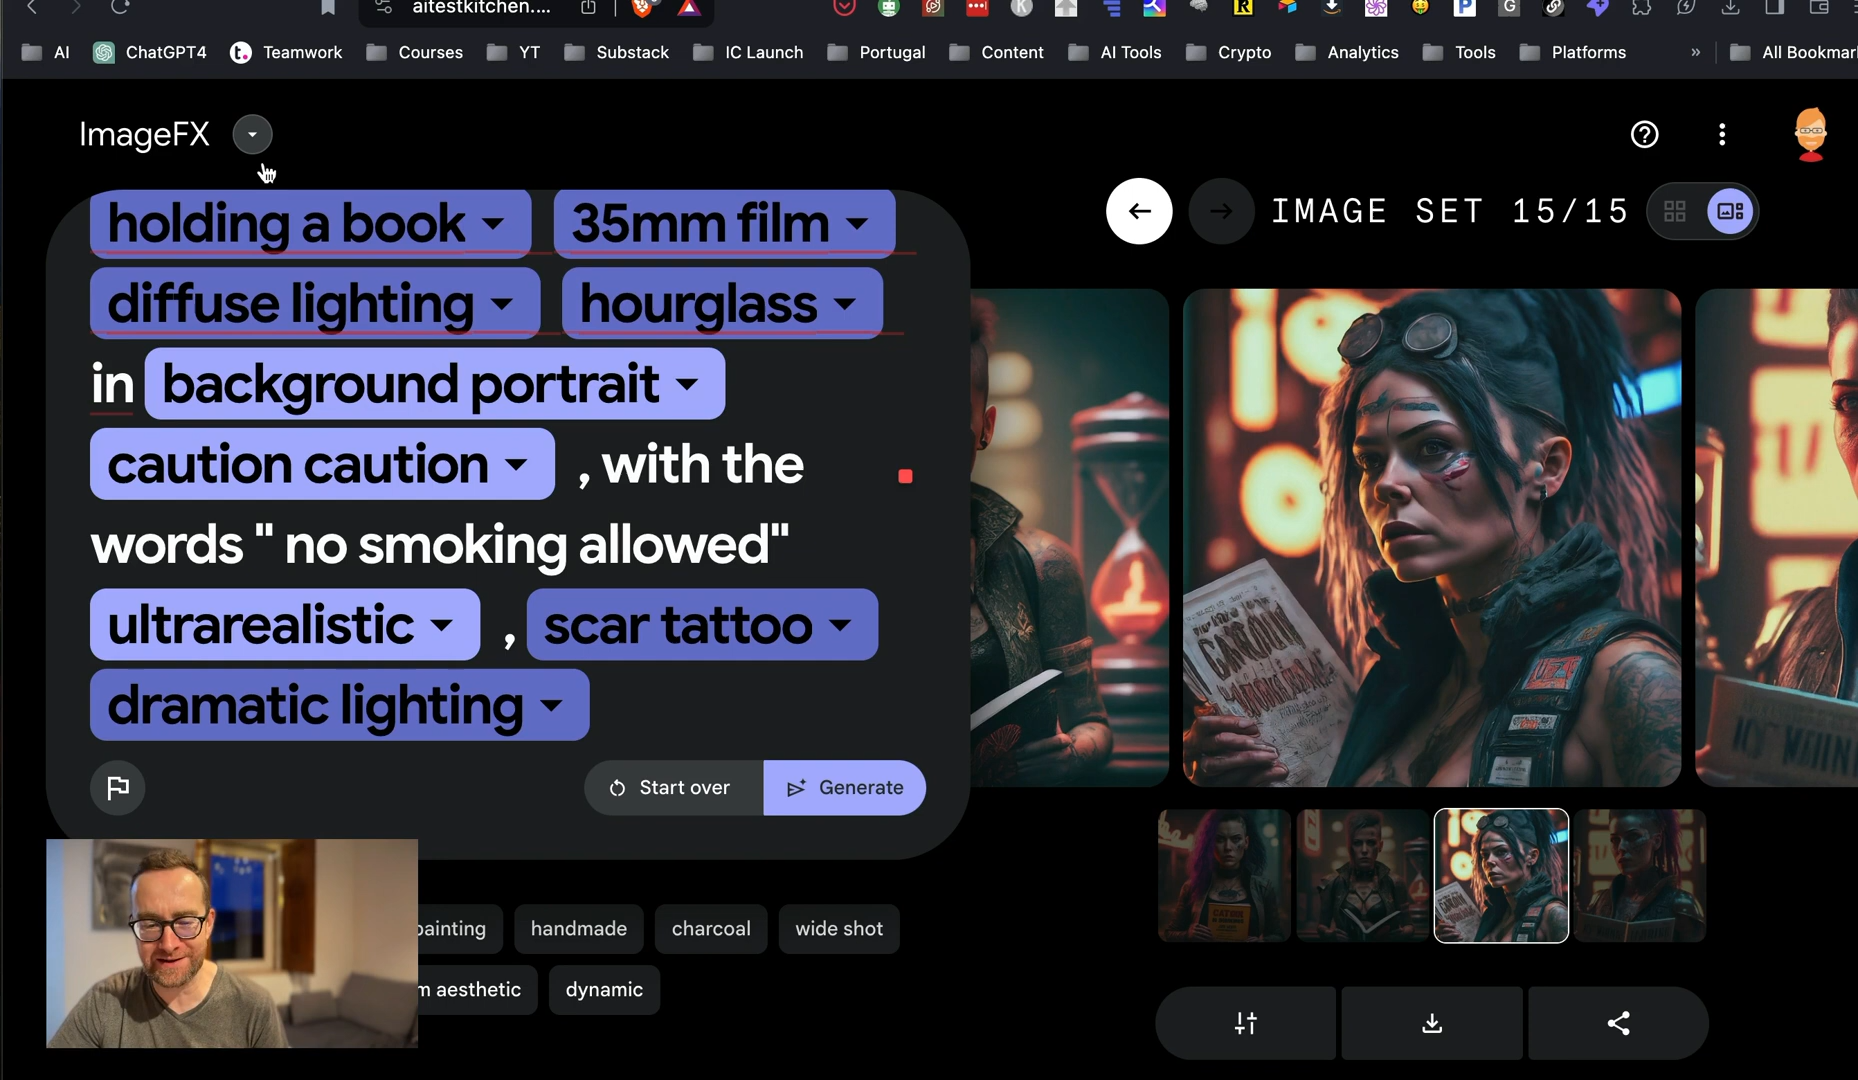 aitestkitchen....
AI ChatGPT4 Teamwork Courses YT Substack IC Launch Portugal Content AI Tools Crypto Analytics Tools Platforms » All Bookmar
ImageFX
IMAGE SET 15/15
holding a book 35mm film
diffuse lighting hourglass
in background portrait
caution caution , with the
words " no smoking allowed"
ultrarealistic , scar tattoo
dramatic lighting
Start over Generate
painting handmade charcoal wide shot
m aesthetic dynamic